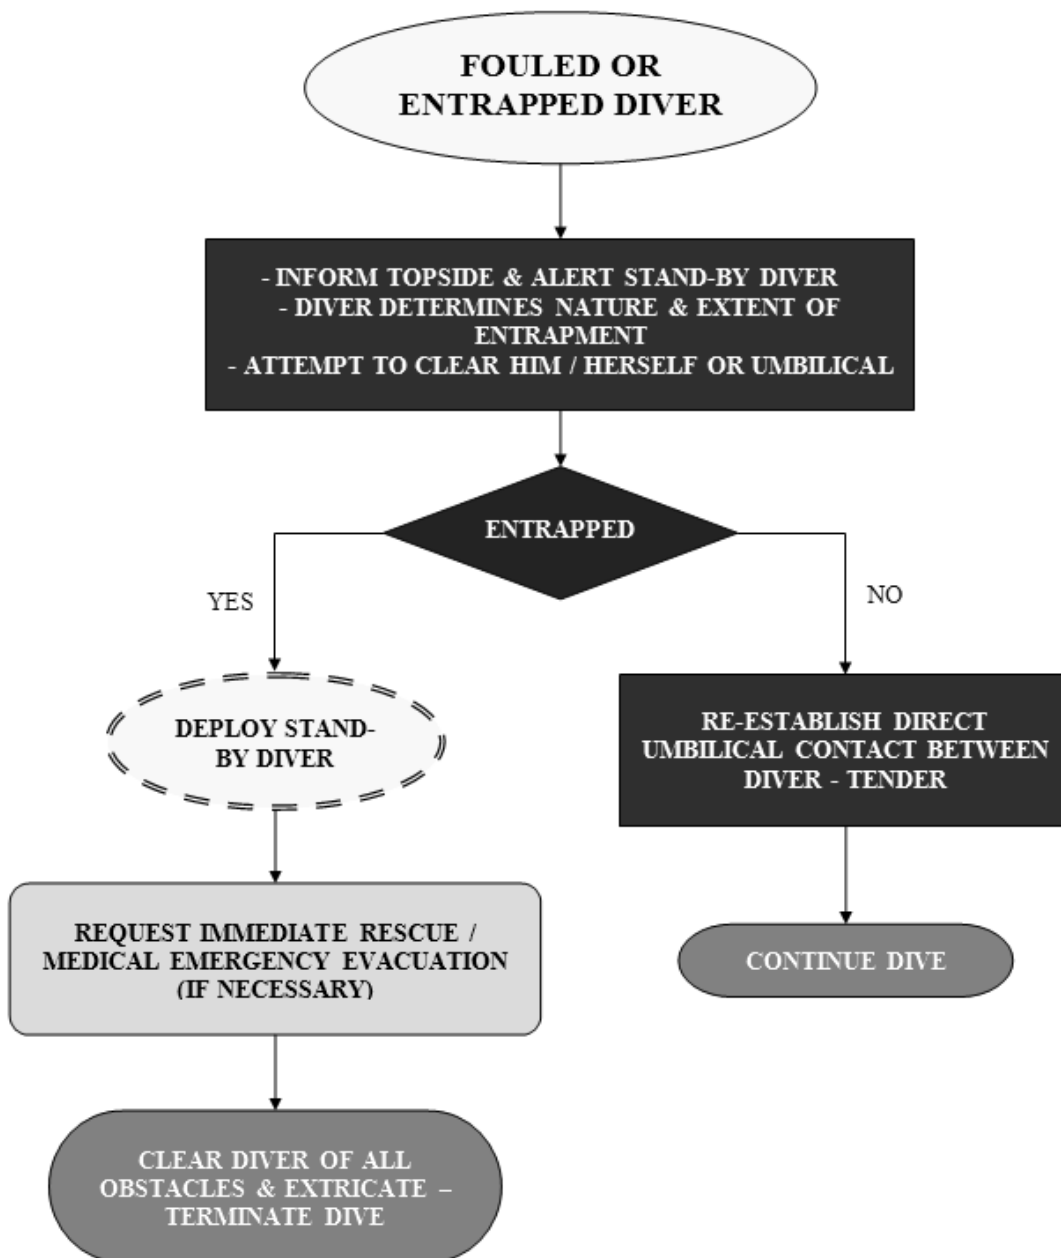 FOULED OR
ENTRAPPED DIVER
- INFORM TOPSIDE & ALERT STAND-BY DIVER
- DIVER DETERMINES NATURE & EXTENT OF
ENTRAPMENT
- ATTEMPT TO CLEAR HIM / HERSELF OR UMBILICAL
ENTRAPPED
YES
NO
DEPLOY STAND-
BY DIVER
RE-ESTABLISH DIRECT
UMBILICAL CONTACT BETWEEN
DIVER - TENDER
REQUEST IMMEDIATE RESCUE /
MEDICAL EMERGENCY EVACUATION
(IF NECESSARY)
CONTINUE DIVE
CLEAR DIVER OF ALL
OBSTACLES & EXTRICATE –
TERMINATE DIVE